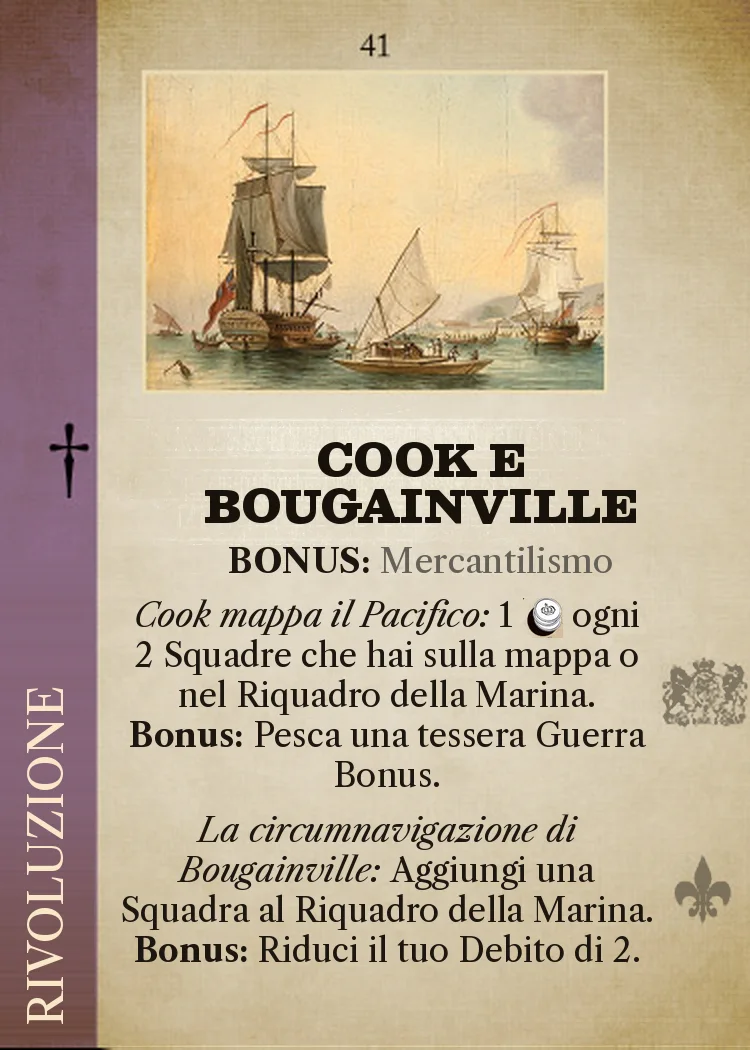 41
COOK E
BOUGAINVILLE
BONUS: Mercantilismo
Cook mappa il Pacifico: 1 ogni
2 Squadre che hai sulla mappa o
nel Riquadro della Marina.
Bonus: Pesca una tessera Guerra
Bonus.
La circumnavigazione di
Bougainville: Aggiungi una
Squadra al Riquadro della Marina.
Bonus: Riduci il tuo Debito di 2.
RIVOLUZIONE